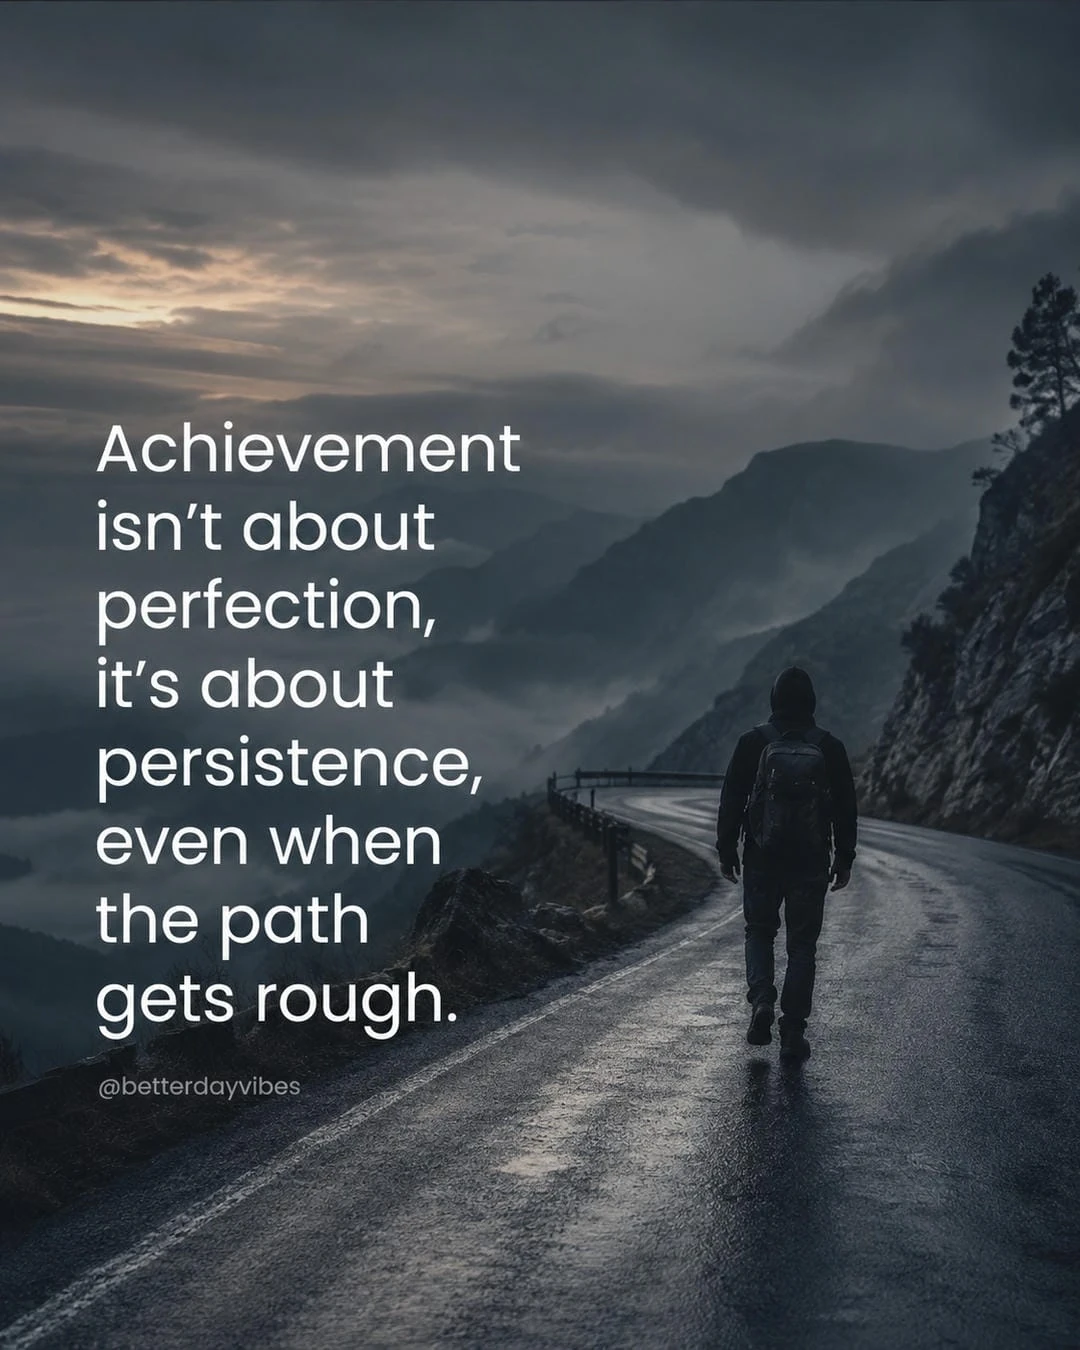 Achievement
isn’t about
perfection,
it’s about
persistence,
even when
the path
gets rough.
@betterdayvibes